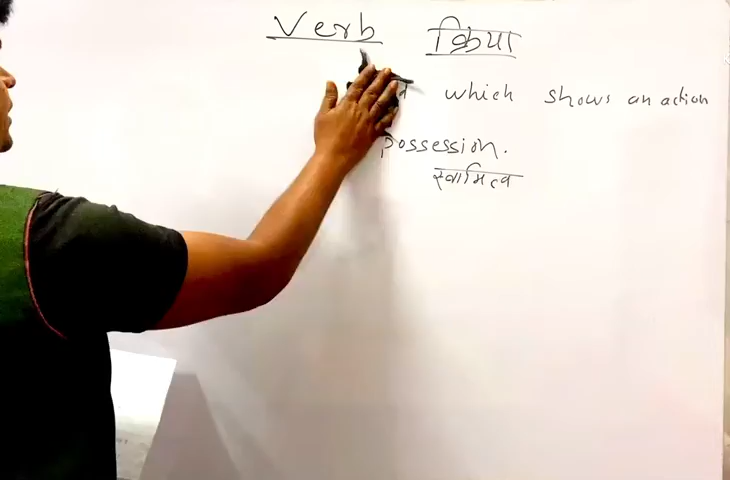 Verb क्रिया
which shows an action
possession.
स्वामित्व